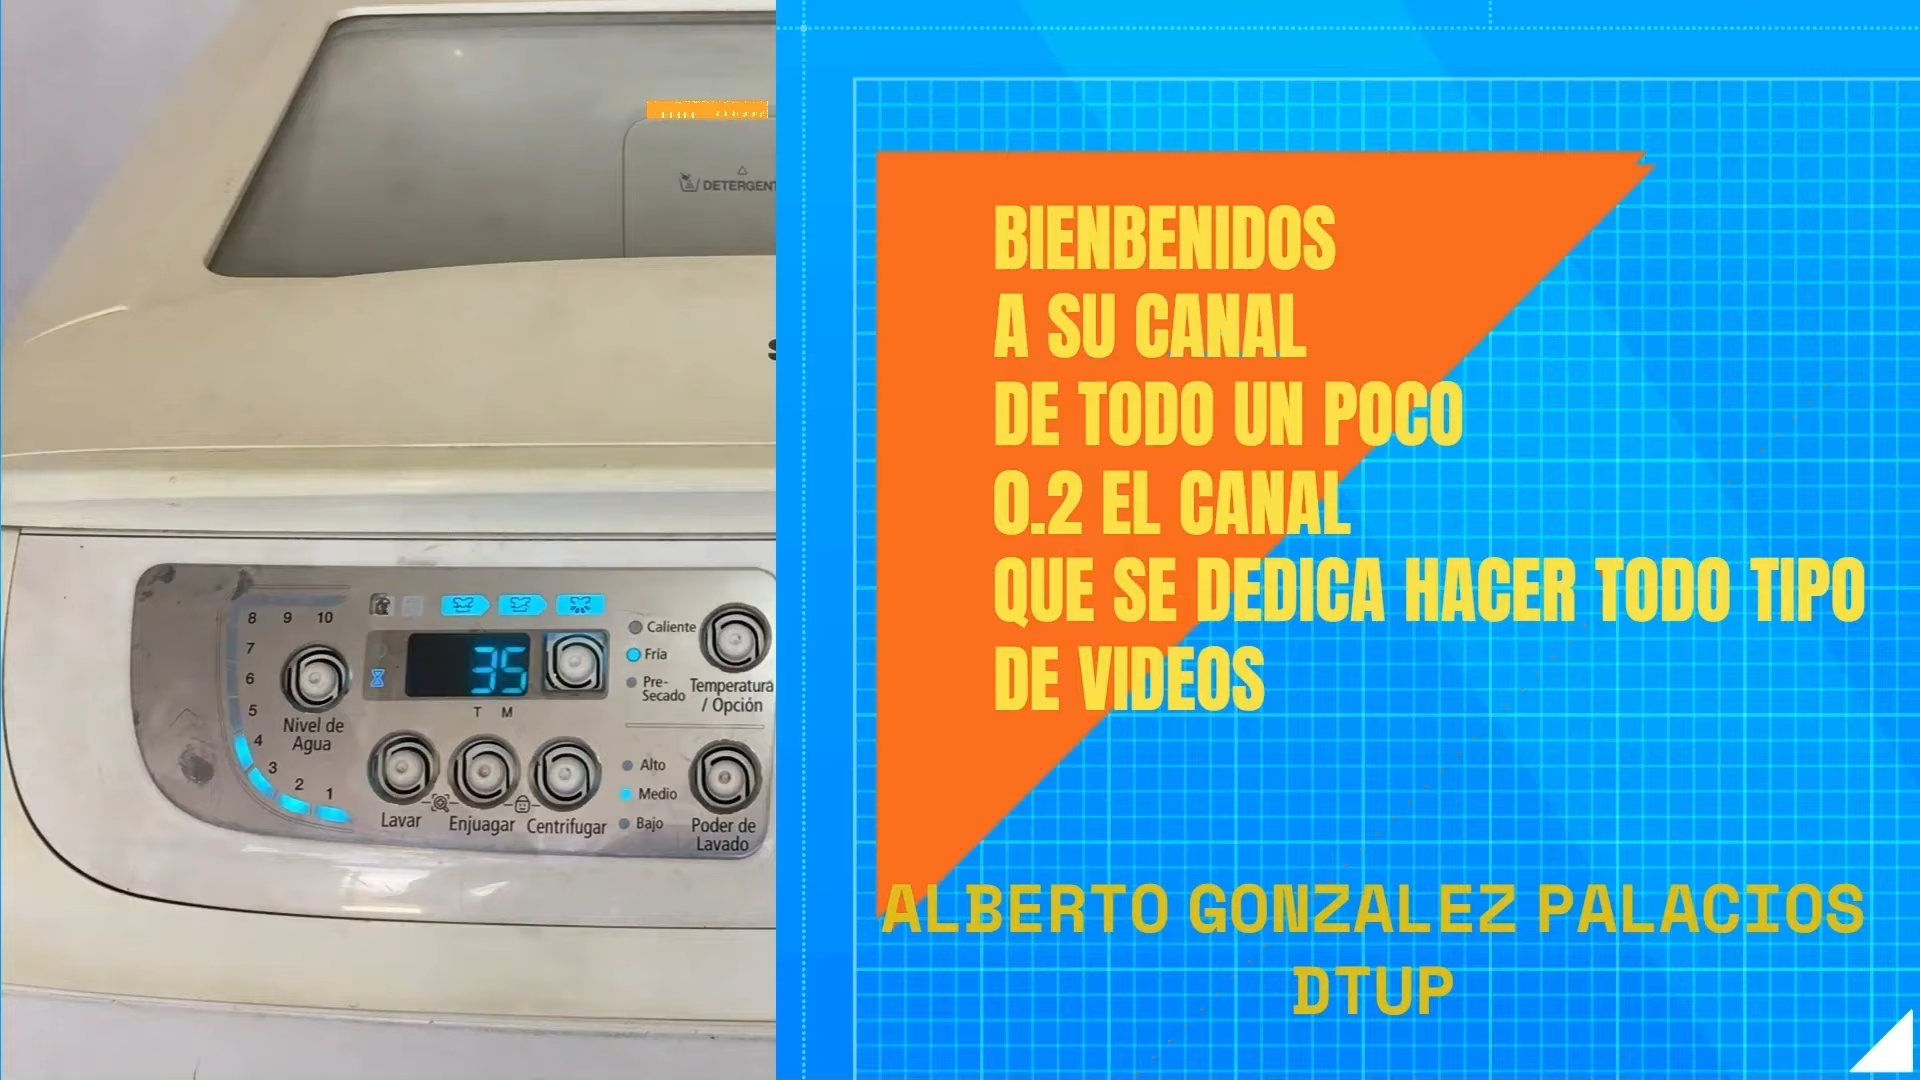 DETERGENT
8 9 10
7
6
5
4
3
2
1
Nivel de
Agua
35
T M
Caliente
Fría
Pre-
Secado
Temperatura
/ Opción
Lavar
Enjuagar
Centrifugar
Alto
Medio
Bajo
Poder de
Lavado
BIENBENIDOS
A SU CANAL
DE TODO UN POCO
0.2 EL CANAL
QUE SE DEDICA HACER TODO TIPO
DE VIDEOS
ALBERTO GONZALEZ PALACIOS
DTUP